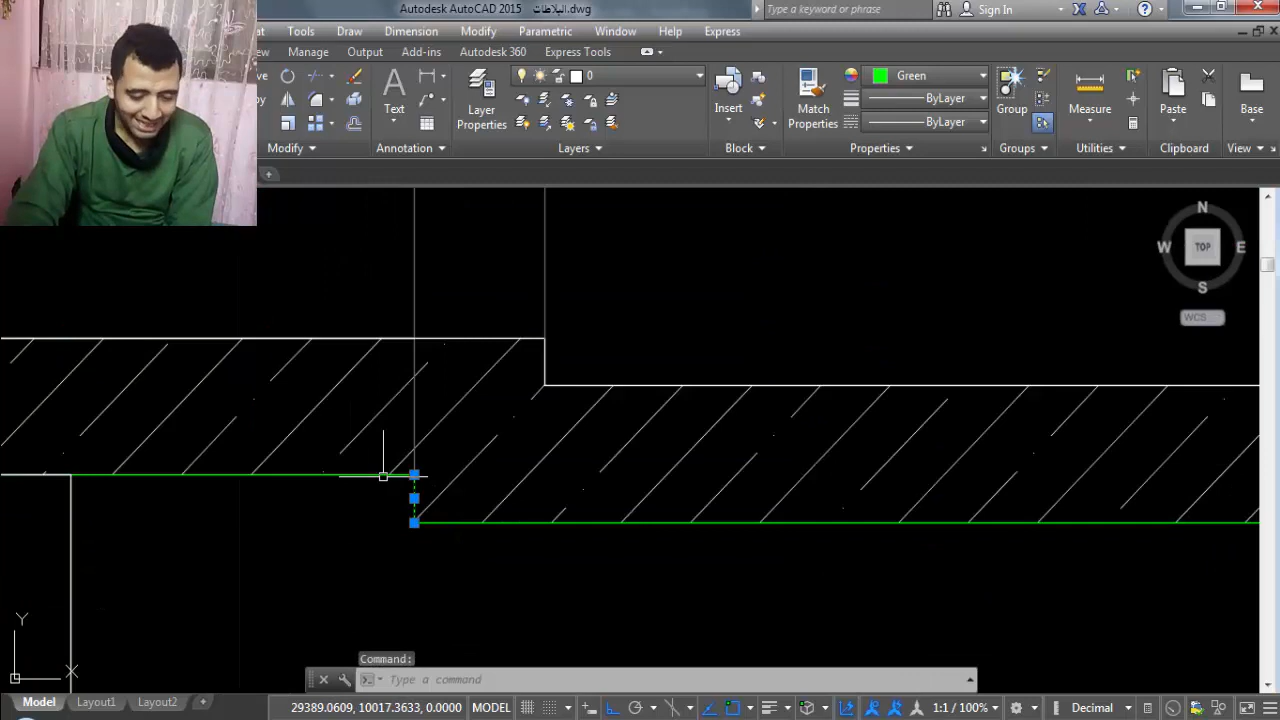 Autodesk AutoCAD 2015 البلاطات.dwg
Type a keyword or phrase
Sign In
Tools Draw Dimension Modify Parametric Window Help Express
Manage Output Add-ins Autodesk 360 Express Tools
Text
Layer Properties
0
Insert
Match Properties
Green
ByLayer
ByLayer
Group
Measure
Paste
Base
Modify Annotation Layers Block Properties Groups Utilities Clipboard View
N
W TOP E
S
WCS
Y
X
Command:
Type a command
Model Layout1 Layout2
29389.0609, 10017.3633, 0.0000 MODEL 1:1 / 100% Decimal